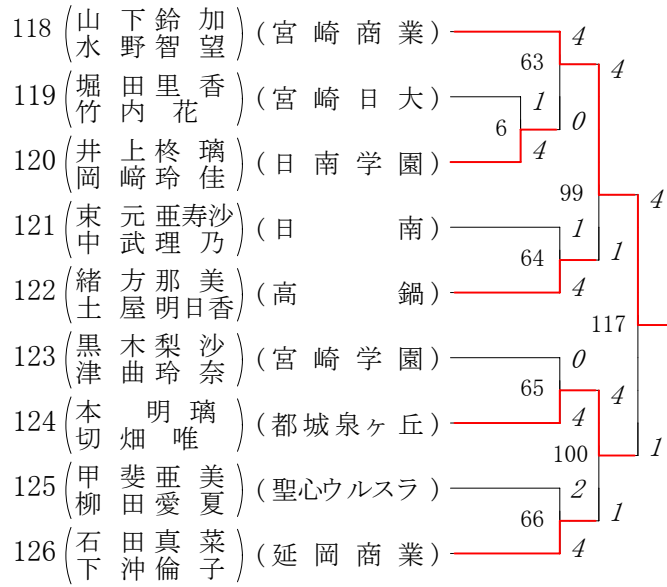 118 (山下鈴加 水野智望) (宮崎商業)
119 (堀田里香 竹内花) (宮崎日大)
120 (井上柊璃 岡﨑玲佳) (日南学園)
121 (束元亜寿沙 中武理乃) (日南)
122 (緒方那美 土屋明日香) (高鍋)
123 (黒木梨沙 津曲玲奈) (宮崎学園)
124 (本明璃 切畑唯) (都城泉ヶ丘)
125 (甲斐亜美 柳田愛夏) (聖心ウルスラ)
126 (石田真菜 下沖倫子) (延岡商業)
4
63
4
1
0
6
4
99
4
1
1
64
4
117
0
65
4
4
100
1
2
1
66
4